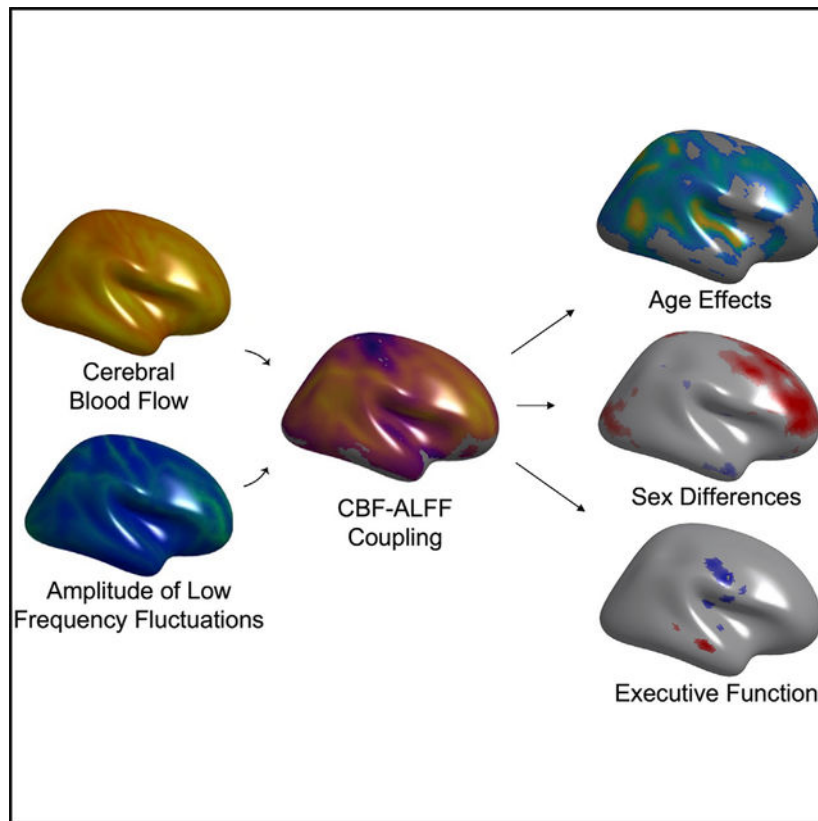 Cerebral
Blood Flow
Amplitude of Low
Frequency Fluctuations
CBF-ALFF
Coupling
Age Effects
Sex Differences
Executive Function